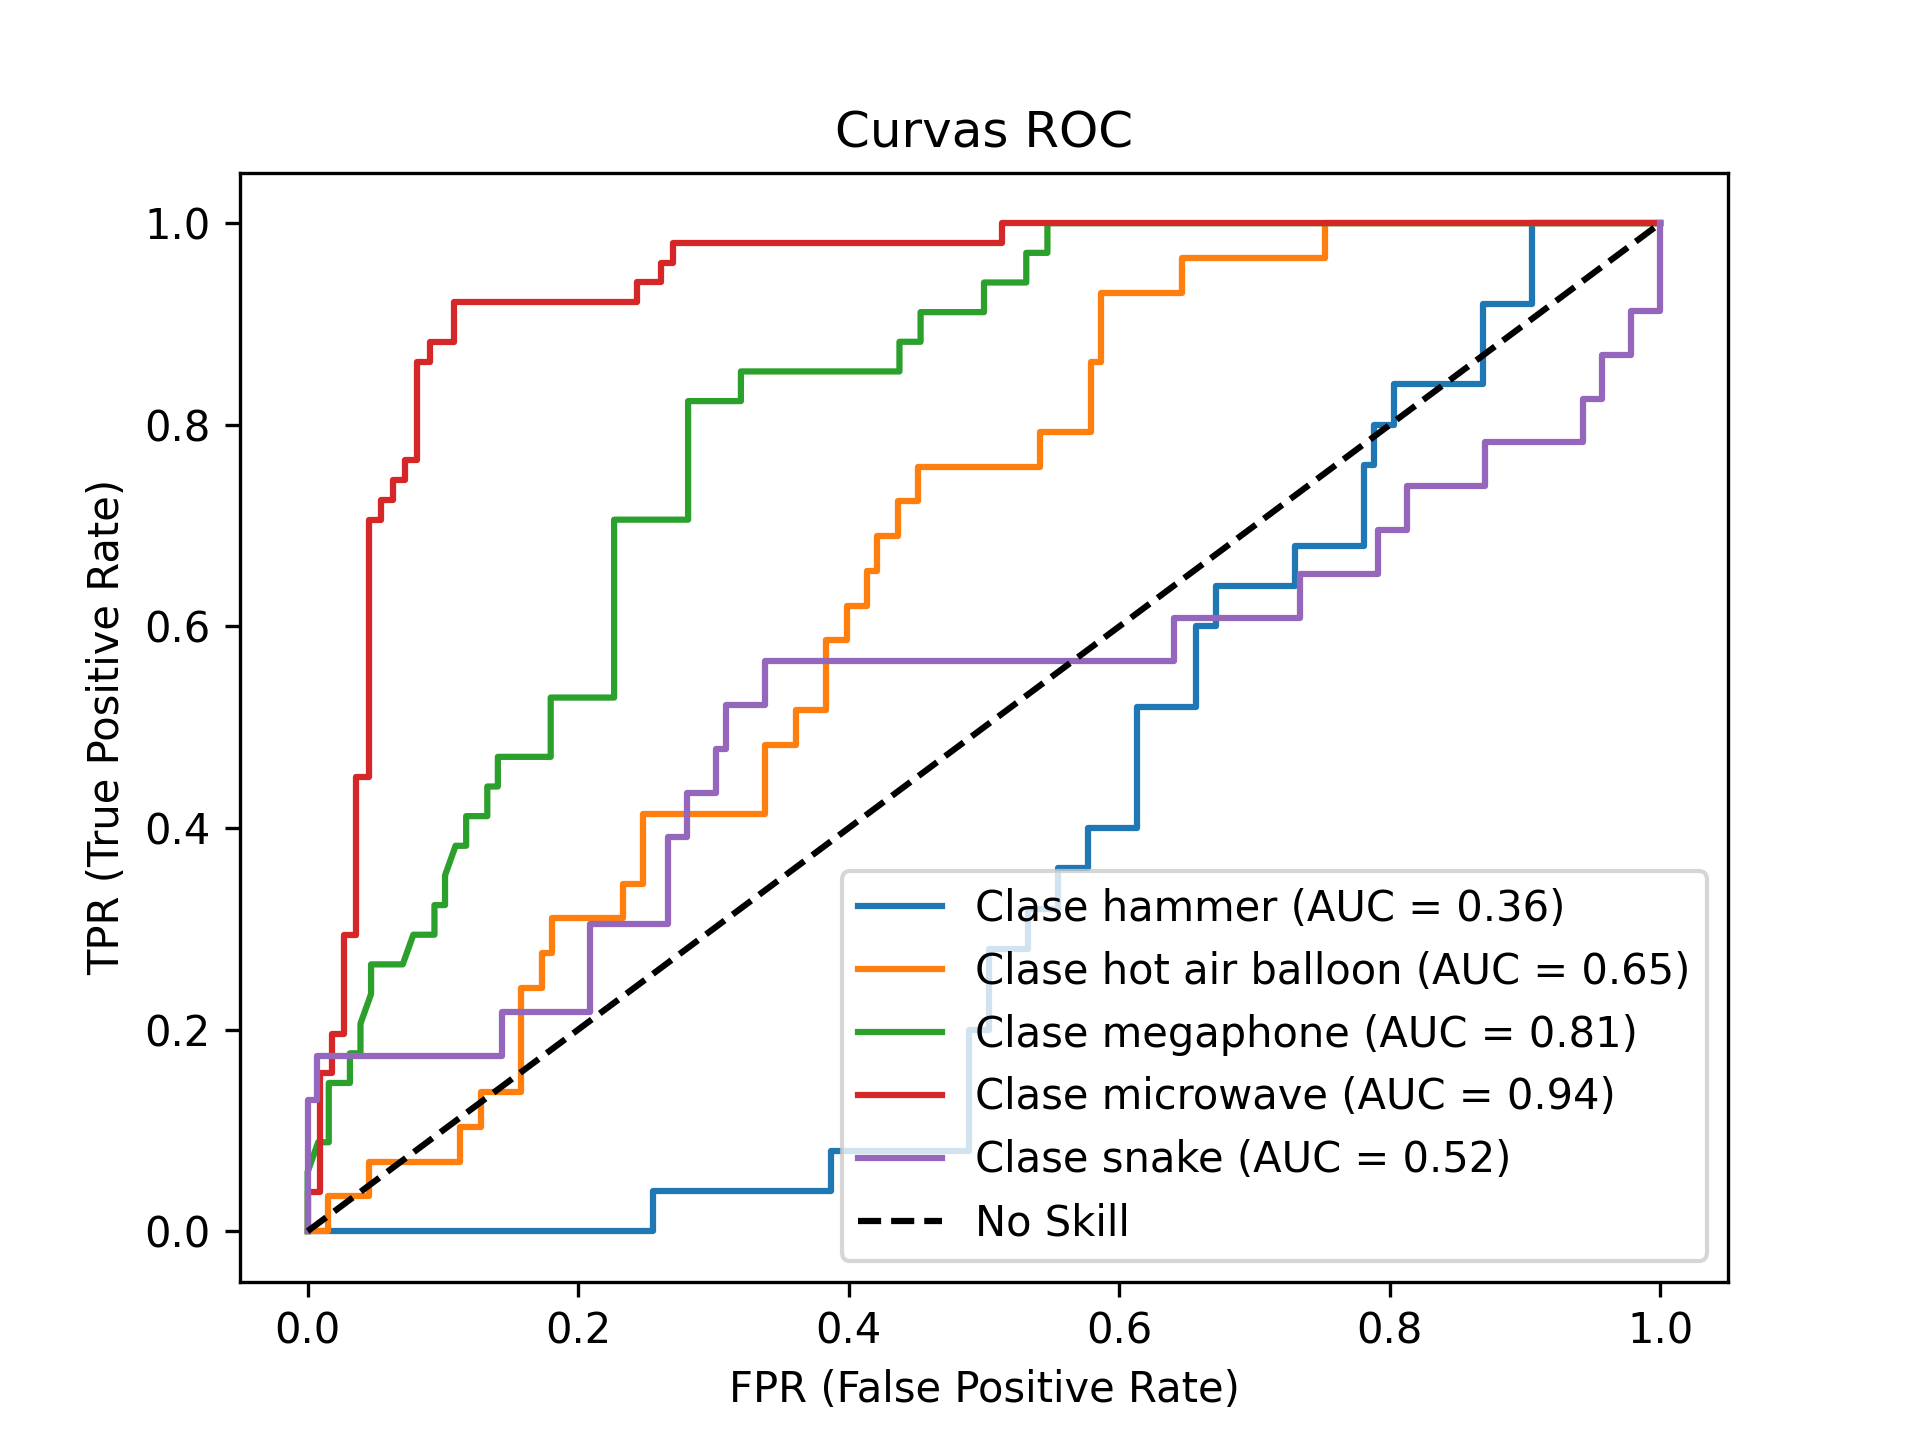 Curvas ROC
TPR (True Positive Rate)
1.0
0.8
0.6
0.4
0.2
0.0
Clase hammer (AUC = 0.36)
Clase hot air balloon (AUC = 0.65)
Clase megaphone (AUC = 0.81)
Clase microwave (AUC = 0.94)
Clase snake (AUC = 0.52)
No Skill
0.0 0.2 0.4 0.6 0.8 1.0
FPR (False Positive Rate)